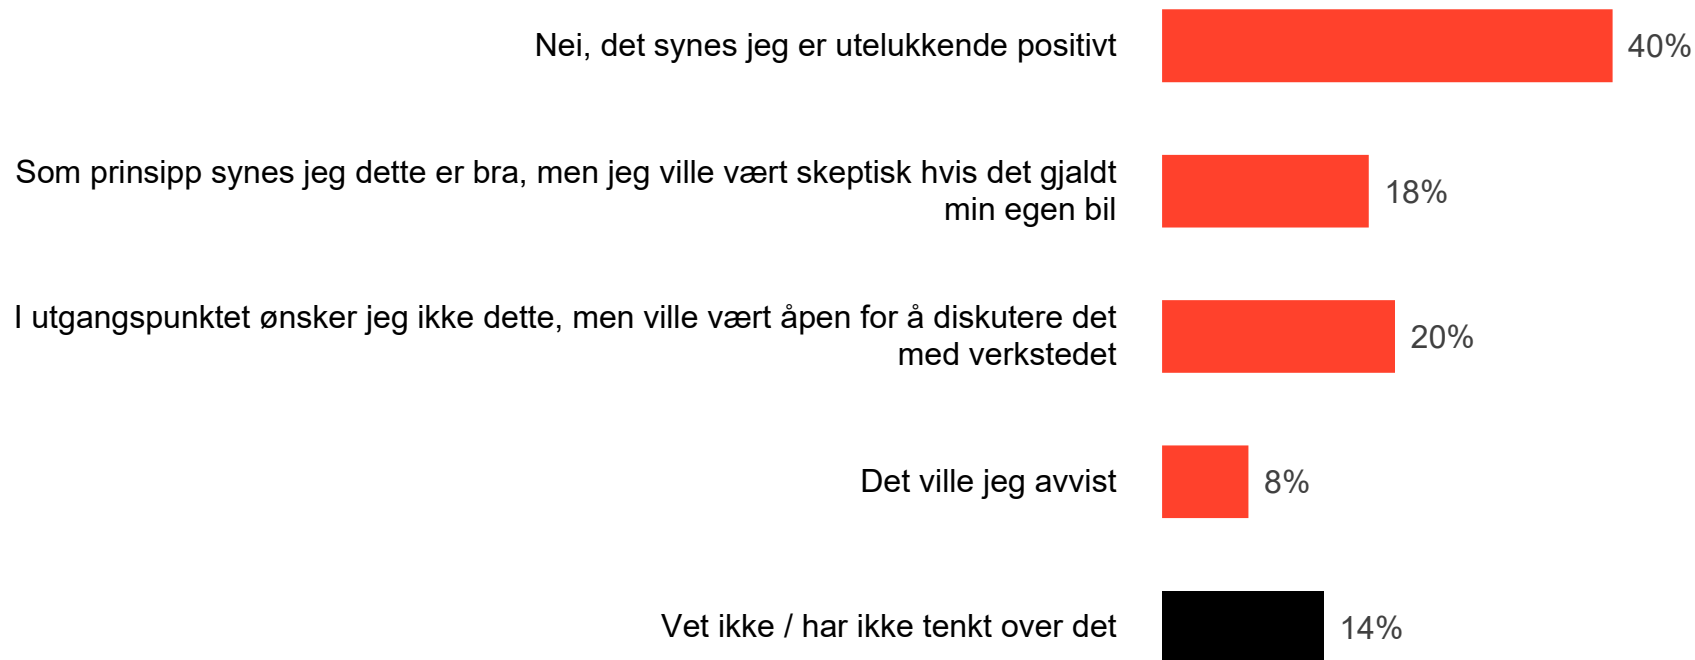 Nei, det synes jeg er utelukkende positivt
40%
Som prinsipp synes jeg dette er bra, men jeg ville vært skeptisk hvis det gjaldt
min egen bil
18%
I utgangspunktet ønsker jeg ikke dette, men ville vært åpen for å diskutere det
med verkstedet
20%
Det ville jeg avvist
8%
Vet ikke / har ikke tenkt over det
14%